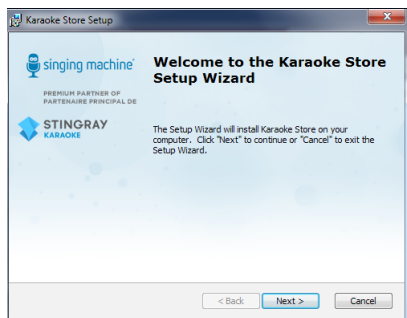 Karaoke Store Setup
singing machine®
PREMIUM PARTNER OF
PARTENAIRE PRINCIPAL DE
STINGRAY
KARAOKE
Welcome to the Karaoke Store
Setup Wizard
The Setup Wizard will install Karaoke Store on your
computer. Click "Next" to continue or "Cancel" to exit the
Setup Wizard.
< Back
Next >
Cancel